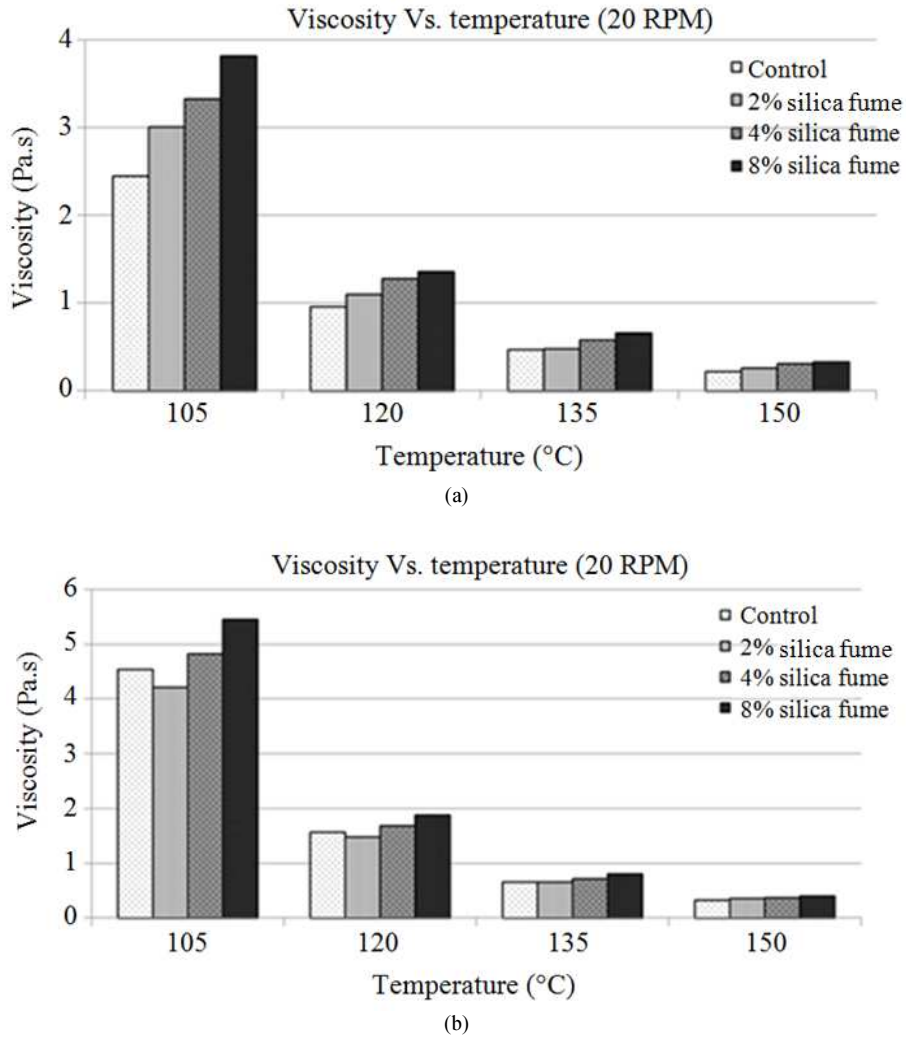 Viscosity Vs. temperature (20 RPM)
4
3
2
1
0
Viscosity (Pa.s)
Control
2% silica fume
4% silica fume
8% silica fume
105 120 135 150
Temperature (°C)
(a)
Viscosity Vs. temperature (20 RPM)
6
5
4
3
2
1
0
Viscosity (Pa.s)
Control
2% silica fume
4% silica fume
8% silica fume
105 120 135 150
Temperature (°C)
(b)